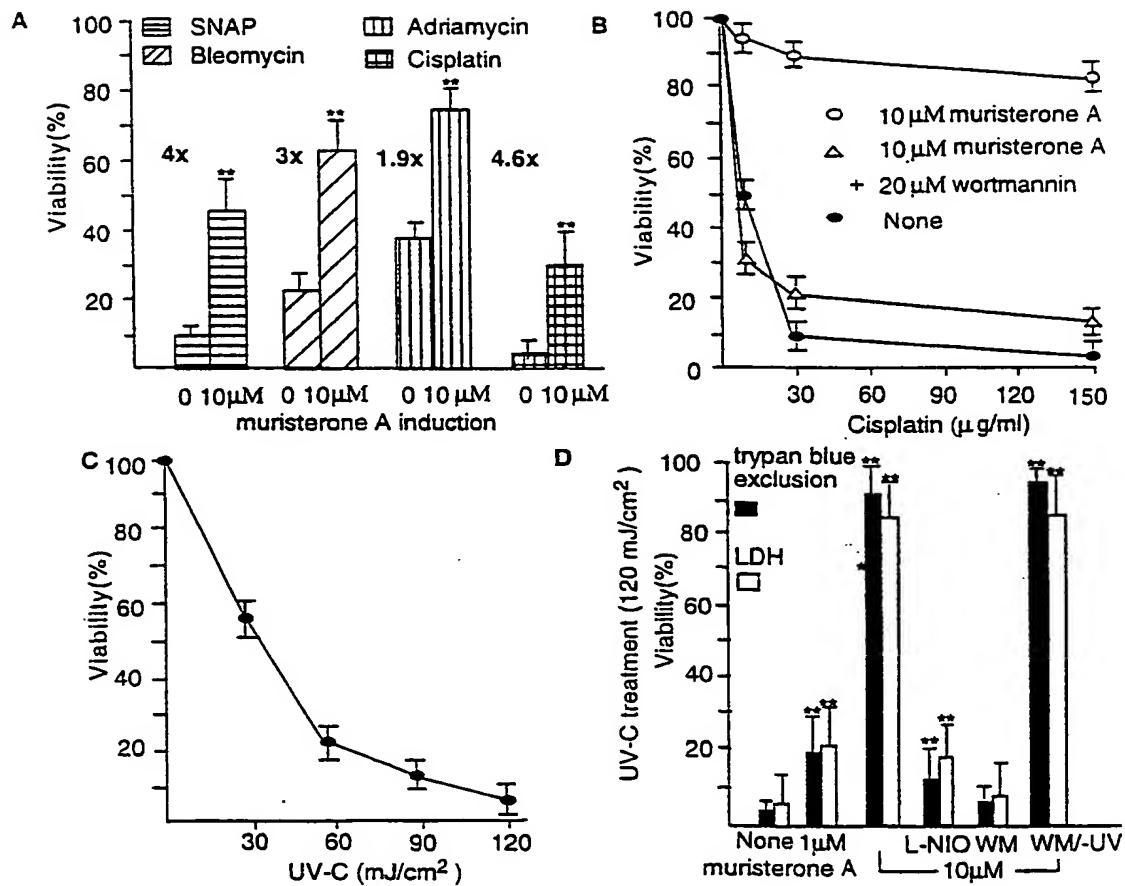 A
Viability(%)
100
80
60
40
20
SNAP
Bleomycin
Adriamycin
Cisplatin
4x
3x
1.9x
4.6x
**
**
**
**
0 10μM
0 10μM
0 10μM
0 10μM
muristerone A induction
B
Viability(%)
100
80
60
40
20
0
10 μM muristerone A
10 μM muristerone A
+ 20 μM wortmannin
None
30
60
90
120
150
Cisplatin (μg/ml)
C
Viability(%)
100
80
60
40
20
30
60
90
120
UV-C (mJ/cm²)
D
UV-C treatment (120 mJ/cm²)
Viability(%)
100
80
60
40
20
trypan blue
exclusion
LDH
**
**
*
**
**
**
**
**
**
None 1μM
muristerone A
L-NIO WM WM/-UV
10μM